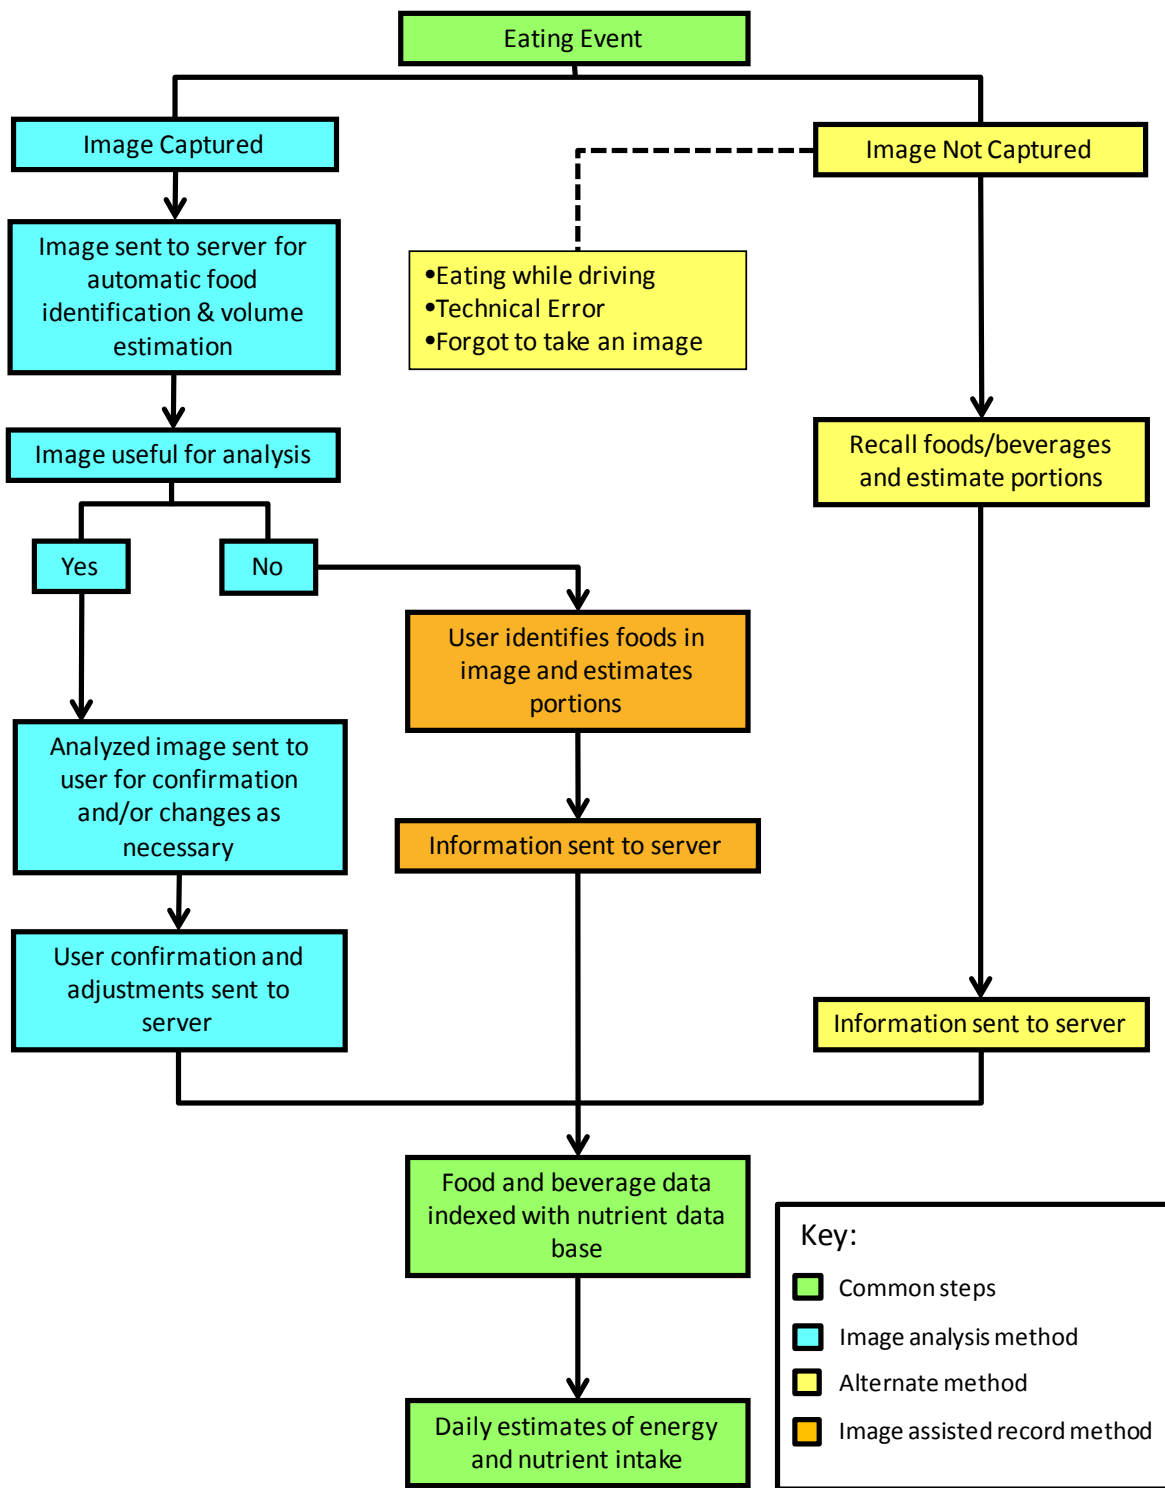 Eating Event
Image Captured
Image Not Captured
Image sent to server for
automatic food
identification & volume
estimation
•Eating while driving
•Technical Error
•Forgot to take an image
Image useful for analysis
Recall foods/beverages
and estimate portions
Yes
No
User identifies foods in
image and estimates
portions
Analyzed image sent to
user for confirmation
and/or changes as
necessary
Information sent to server
User confirmation and
adjustments sent to
server
Information sent to server
Food and beverage data
indexed with nutrient data
base
Daily estimates of energy
and nutrient intake
Key:
Common steps
Image analysis method
Alternate method
Image assisted record method